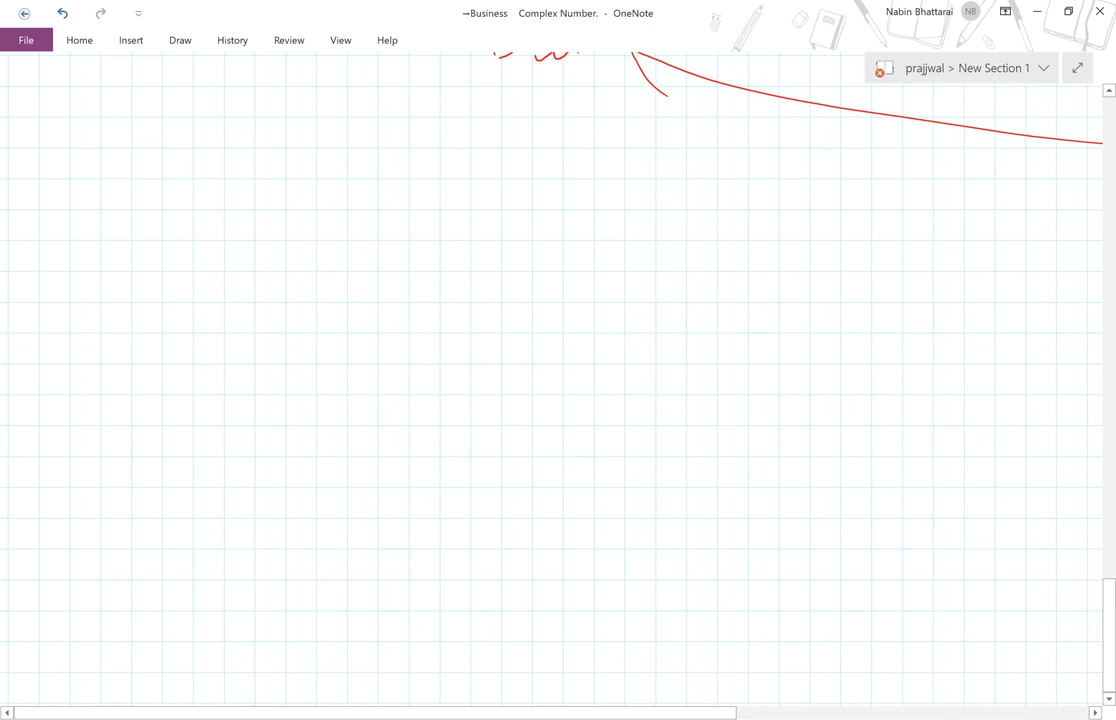 →Business Complex Number. - OneNote
Nabin Bhattarai NB
File Home Insert Draw History Review View Help
prajjwal > New Section 1